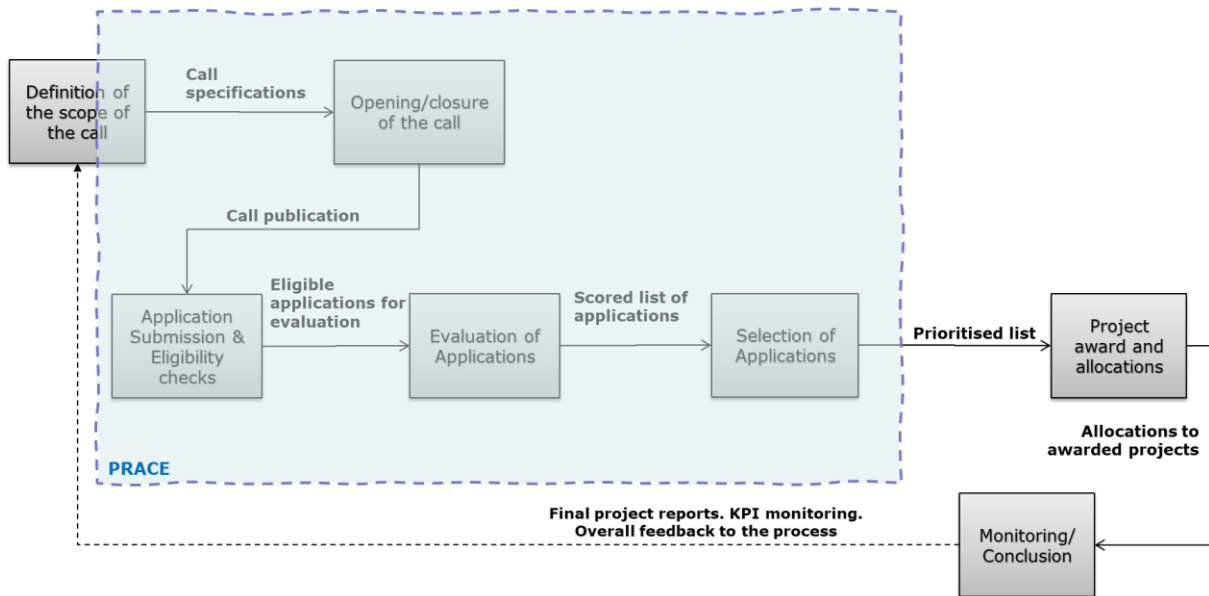 Definition of
the scope of
the call
Call
specifications
Opening/closure
of the call
Call publication
Application
Submission &
Eligibility
checks
Eligible
applications for
evaluation
Evaluation of
Applications
Scored list of
applications
Selection of
Applications
Prioritised list
Project
award and
allocations
Allocations to
awarded projects
PRACE
Final project reports. KPI monitoring.
Overall feedback to the process
Monitoring/
Conclusion